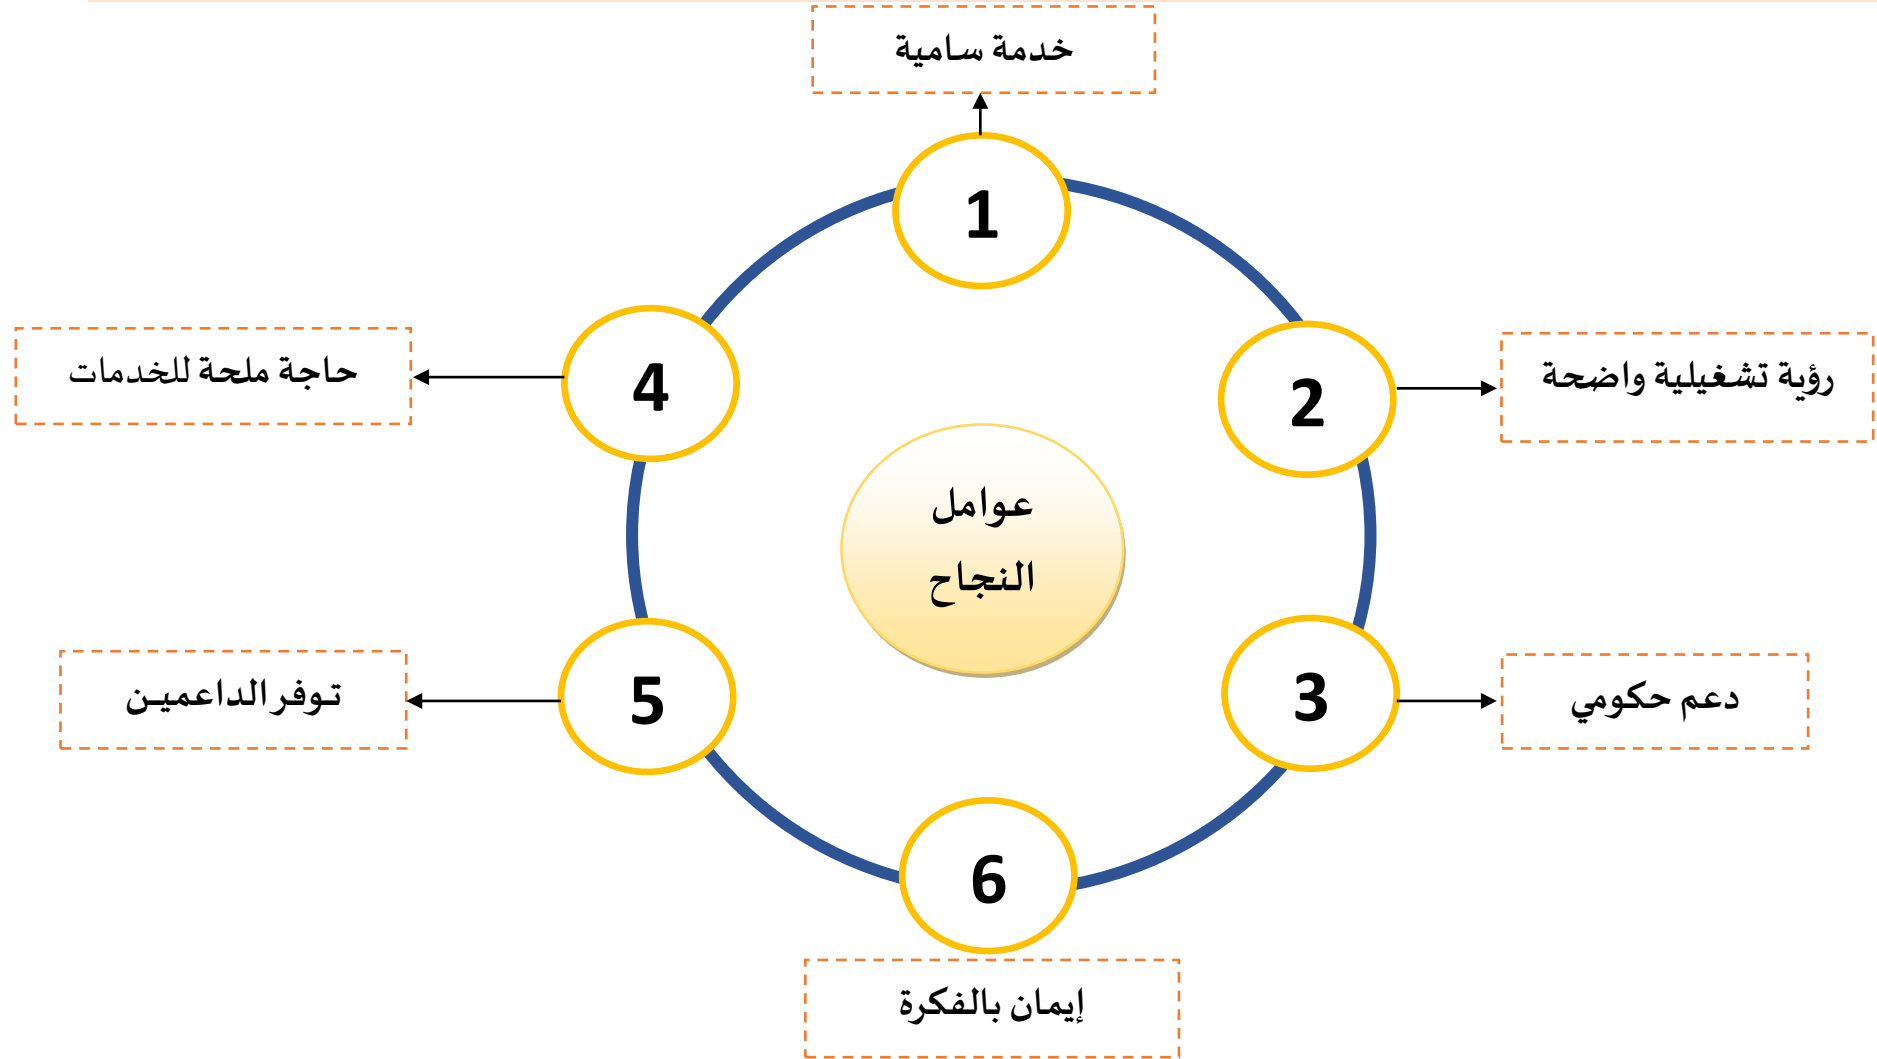 خدمة سامية
1
رؤية تشغيلية واضحة
2
دعم حكومي
3
حاجة ملحة للخدمات
4
توفر الداعمين
5
6
إيمان بالفكرة
عوامل
النجاح